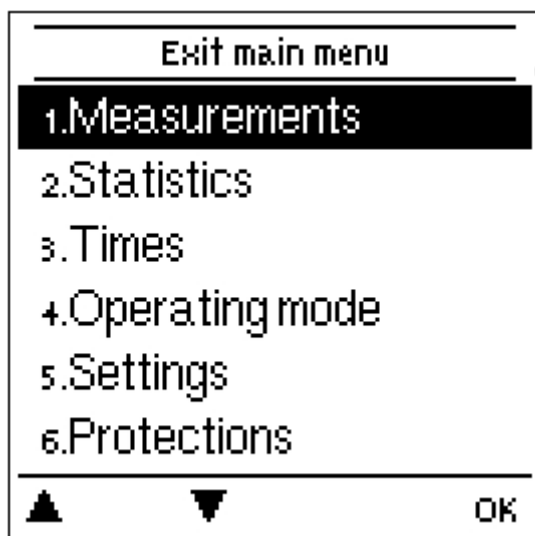 Exit main menu
1.Measurements
2.Statistics
3.Times
4.Operating mode
5.Settings
6.Protections
▲ ▼ OK